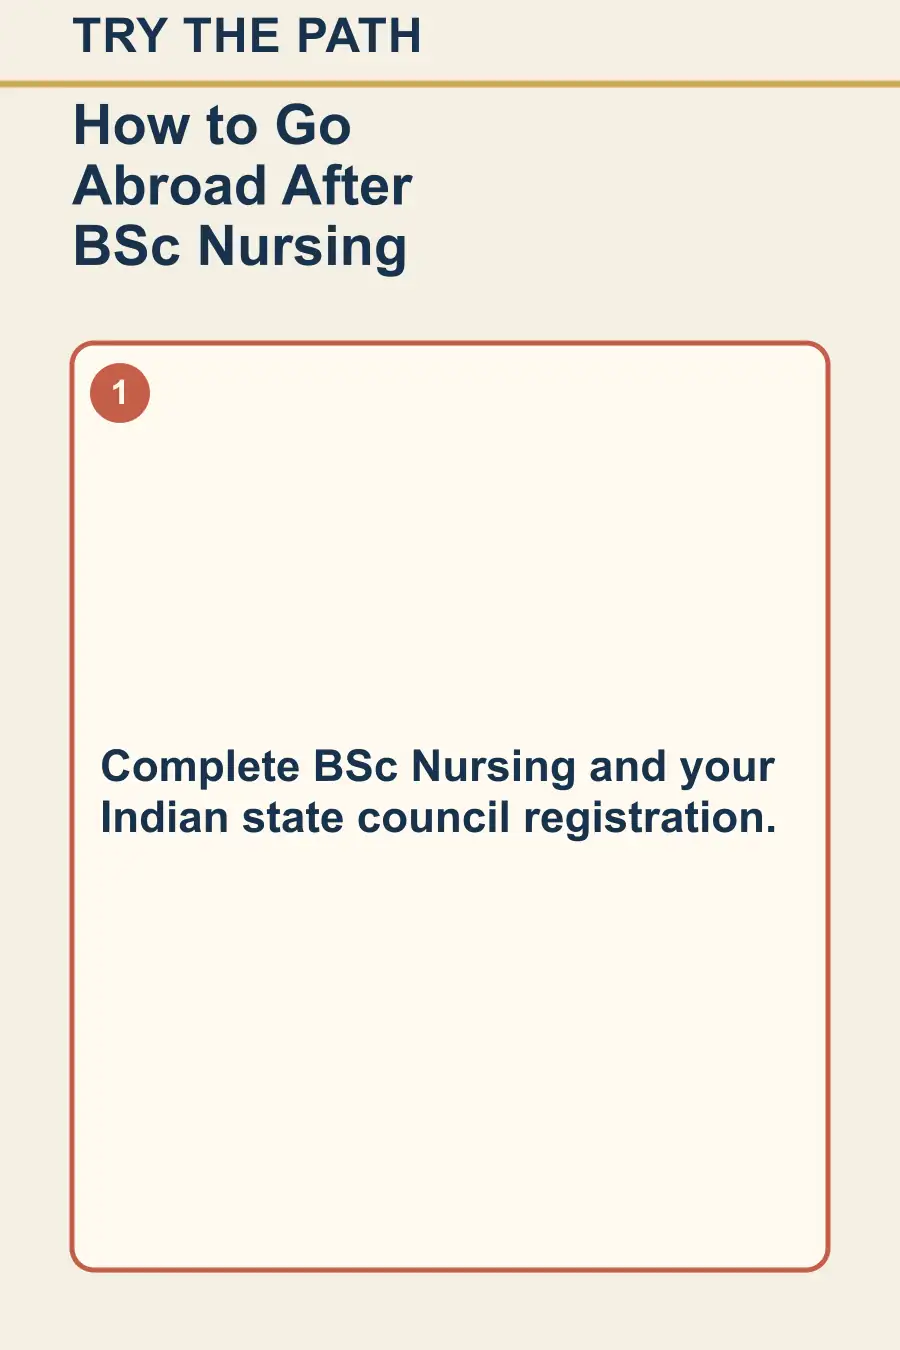 TRY THE PATH
How to Go
Abroad After
BSc Nursing
1
Complete BSc Nursing and your
Indian state council registration.